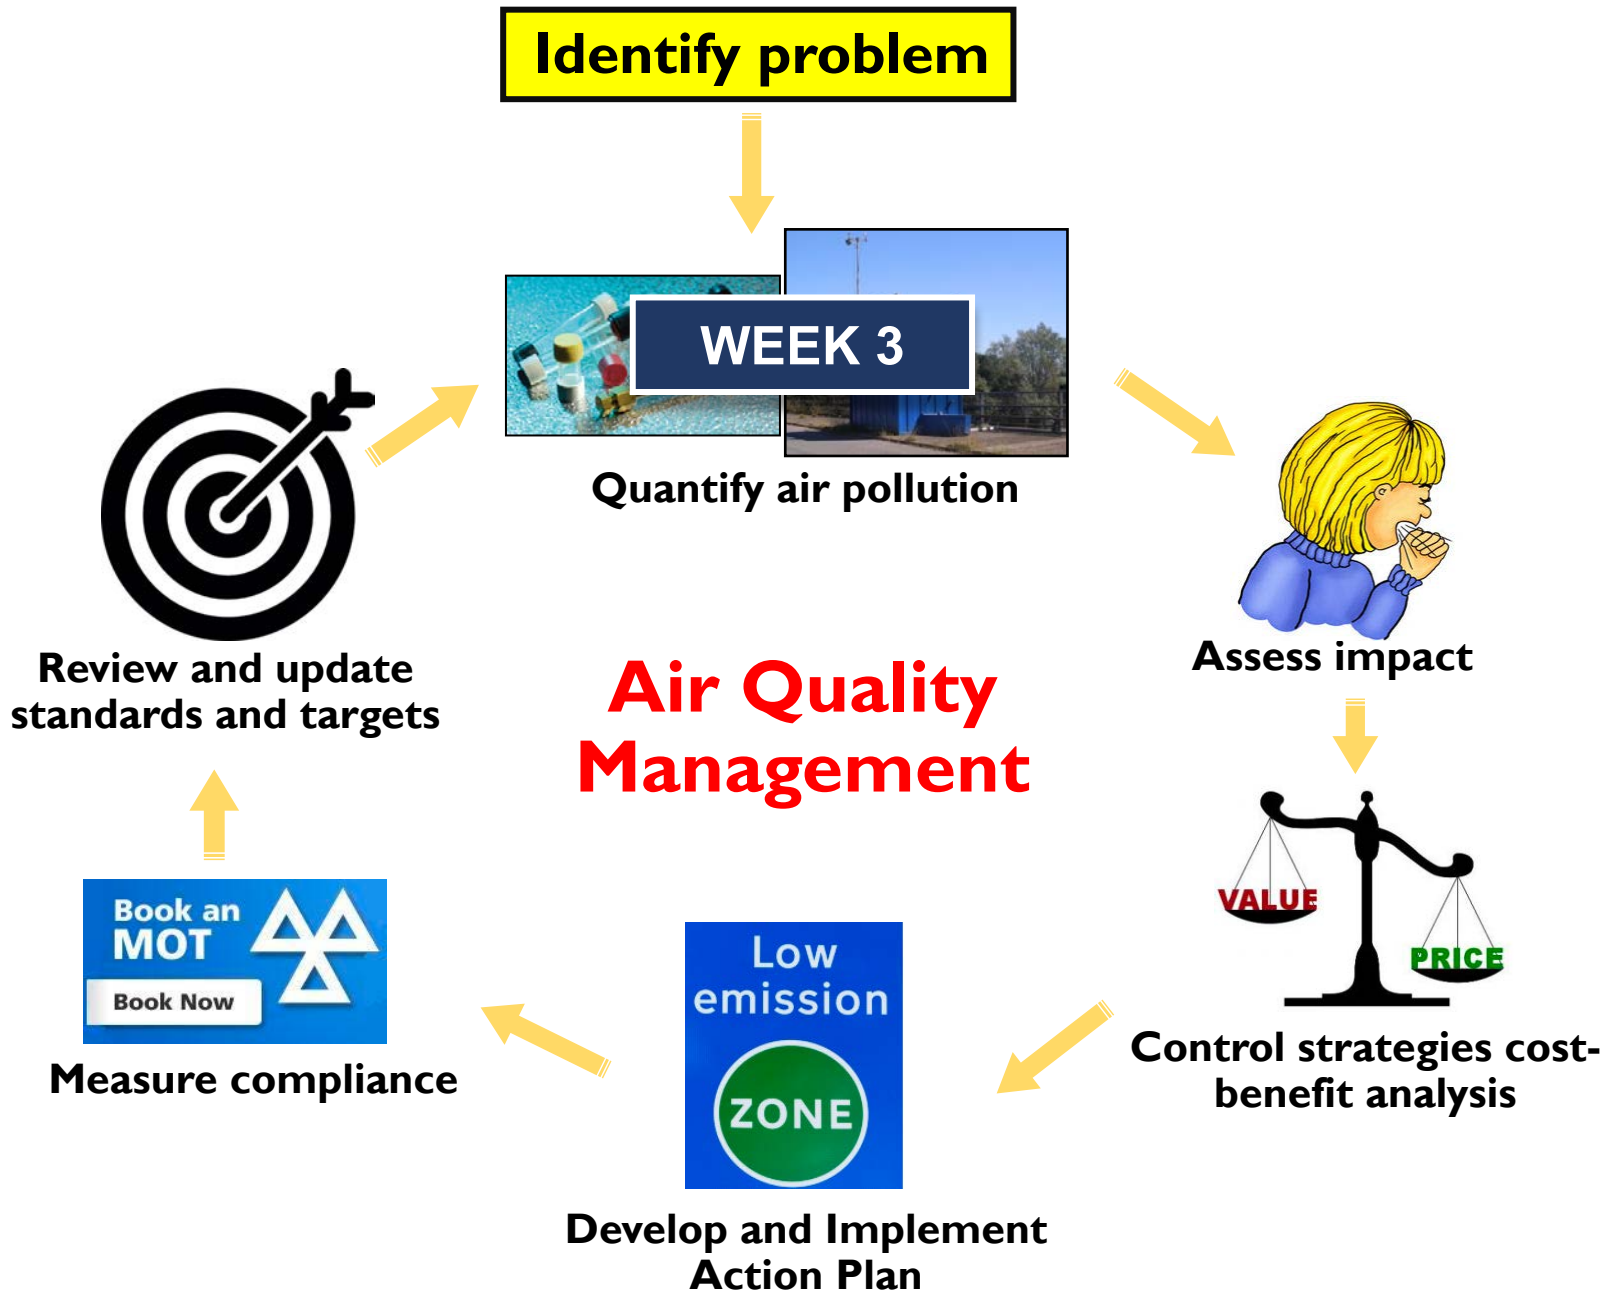 Identify problem
WEEK 3
Quantify air pollution
Assess impact
VALUE
PRICE
Control strategies cost-
benefit analysis
Low
emission
ZONE
Develop and Implement
Action Plan
Book an
MOT
Book Now
Measure compliance
Review and update
standards and targets
Air Quality
Management